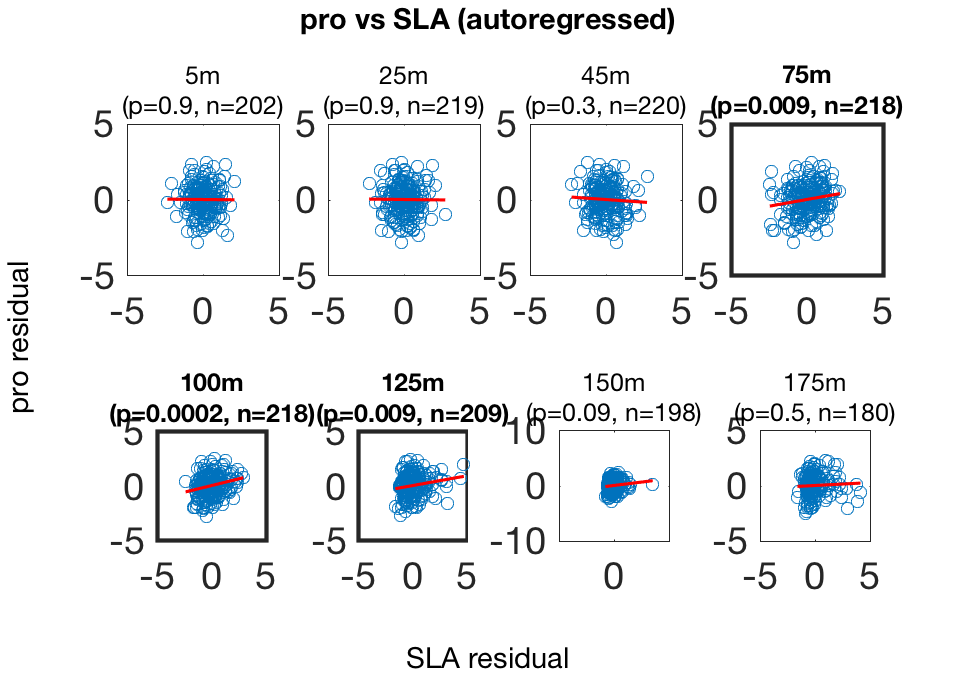 pro vs SLA (autoregressed)
5m
(p=0.9, n=202)
25m
(p=0.9, n=219)
45m
(p=0.3, n=220)
75m
(p=0.009, n=218)
5
0
-5
-5 0 5
5
0
-5
-5 0 5
5
0
-5
-5 0 5
5
0
-5
-5 0 5
pro residual
100m
(p=0.0002, n=218)
125m
(p=0.009, n=209)
150m
(p=0.09, n=198)
175m
(p=0.5, n=180)
5
0
-5
-5 0 5
5
0
-5
-5 0 5
10
0
-10
0
5
0
-5
-5 0 5
SLA residual